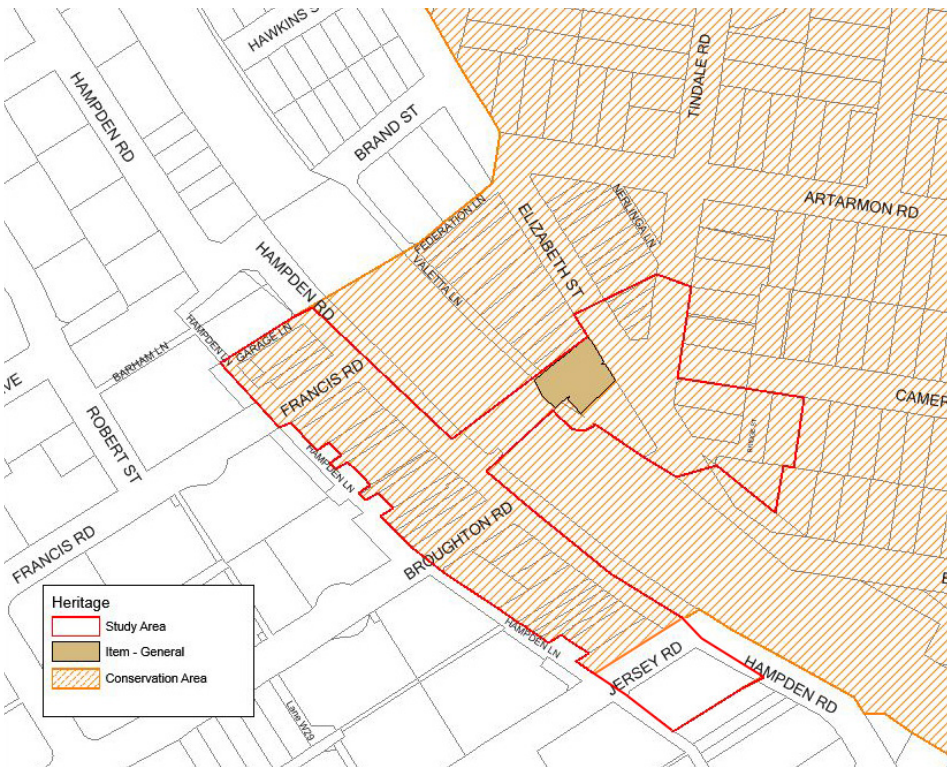 HAWKINS S
HAMPDEN RD
BRAND ST
TINDALE RD
ARTARMON RD
NERLINGA LN
ELIZABETH ST
FEDERATION LN
VALETTA LN
HAMPDEN RD
HAMPDEN LN
GARAGE LN
BARHAM LN
FRANCIS RD
VE
CAMER
ROBERT ST
HAMPDEN LN
BROUGHTON RD
FRANCIS RD
HAMPDEN LN
JERSEY RD
HAMPDEN RD
Lane W29
Heritage
Study Area
Item - General
Conservation Area